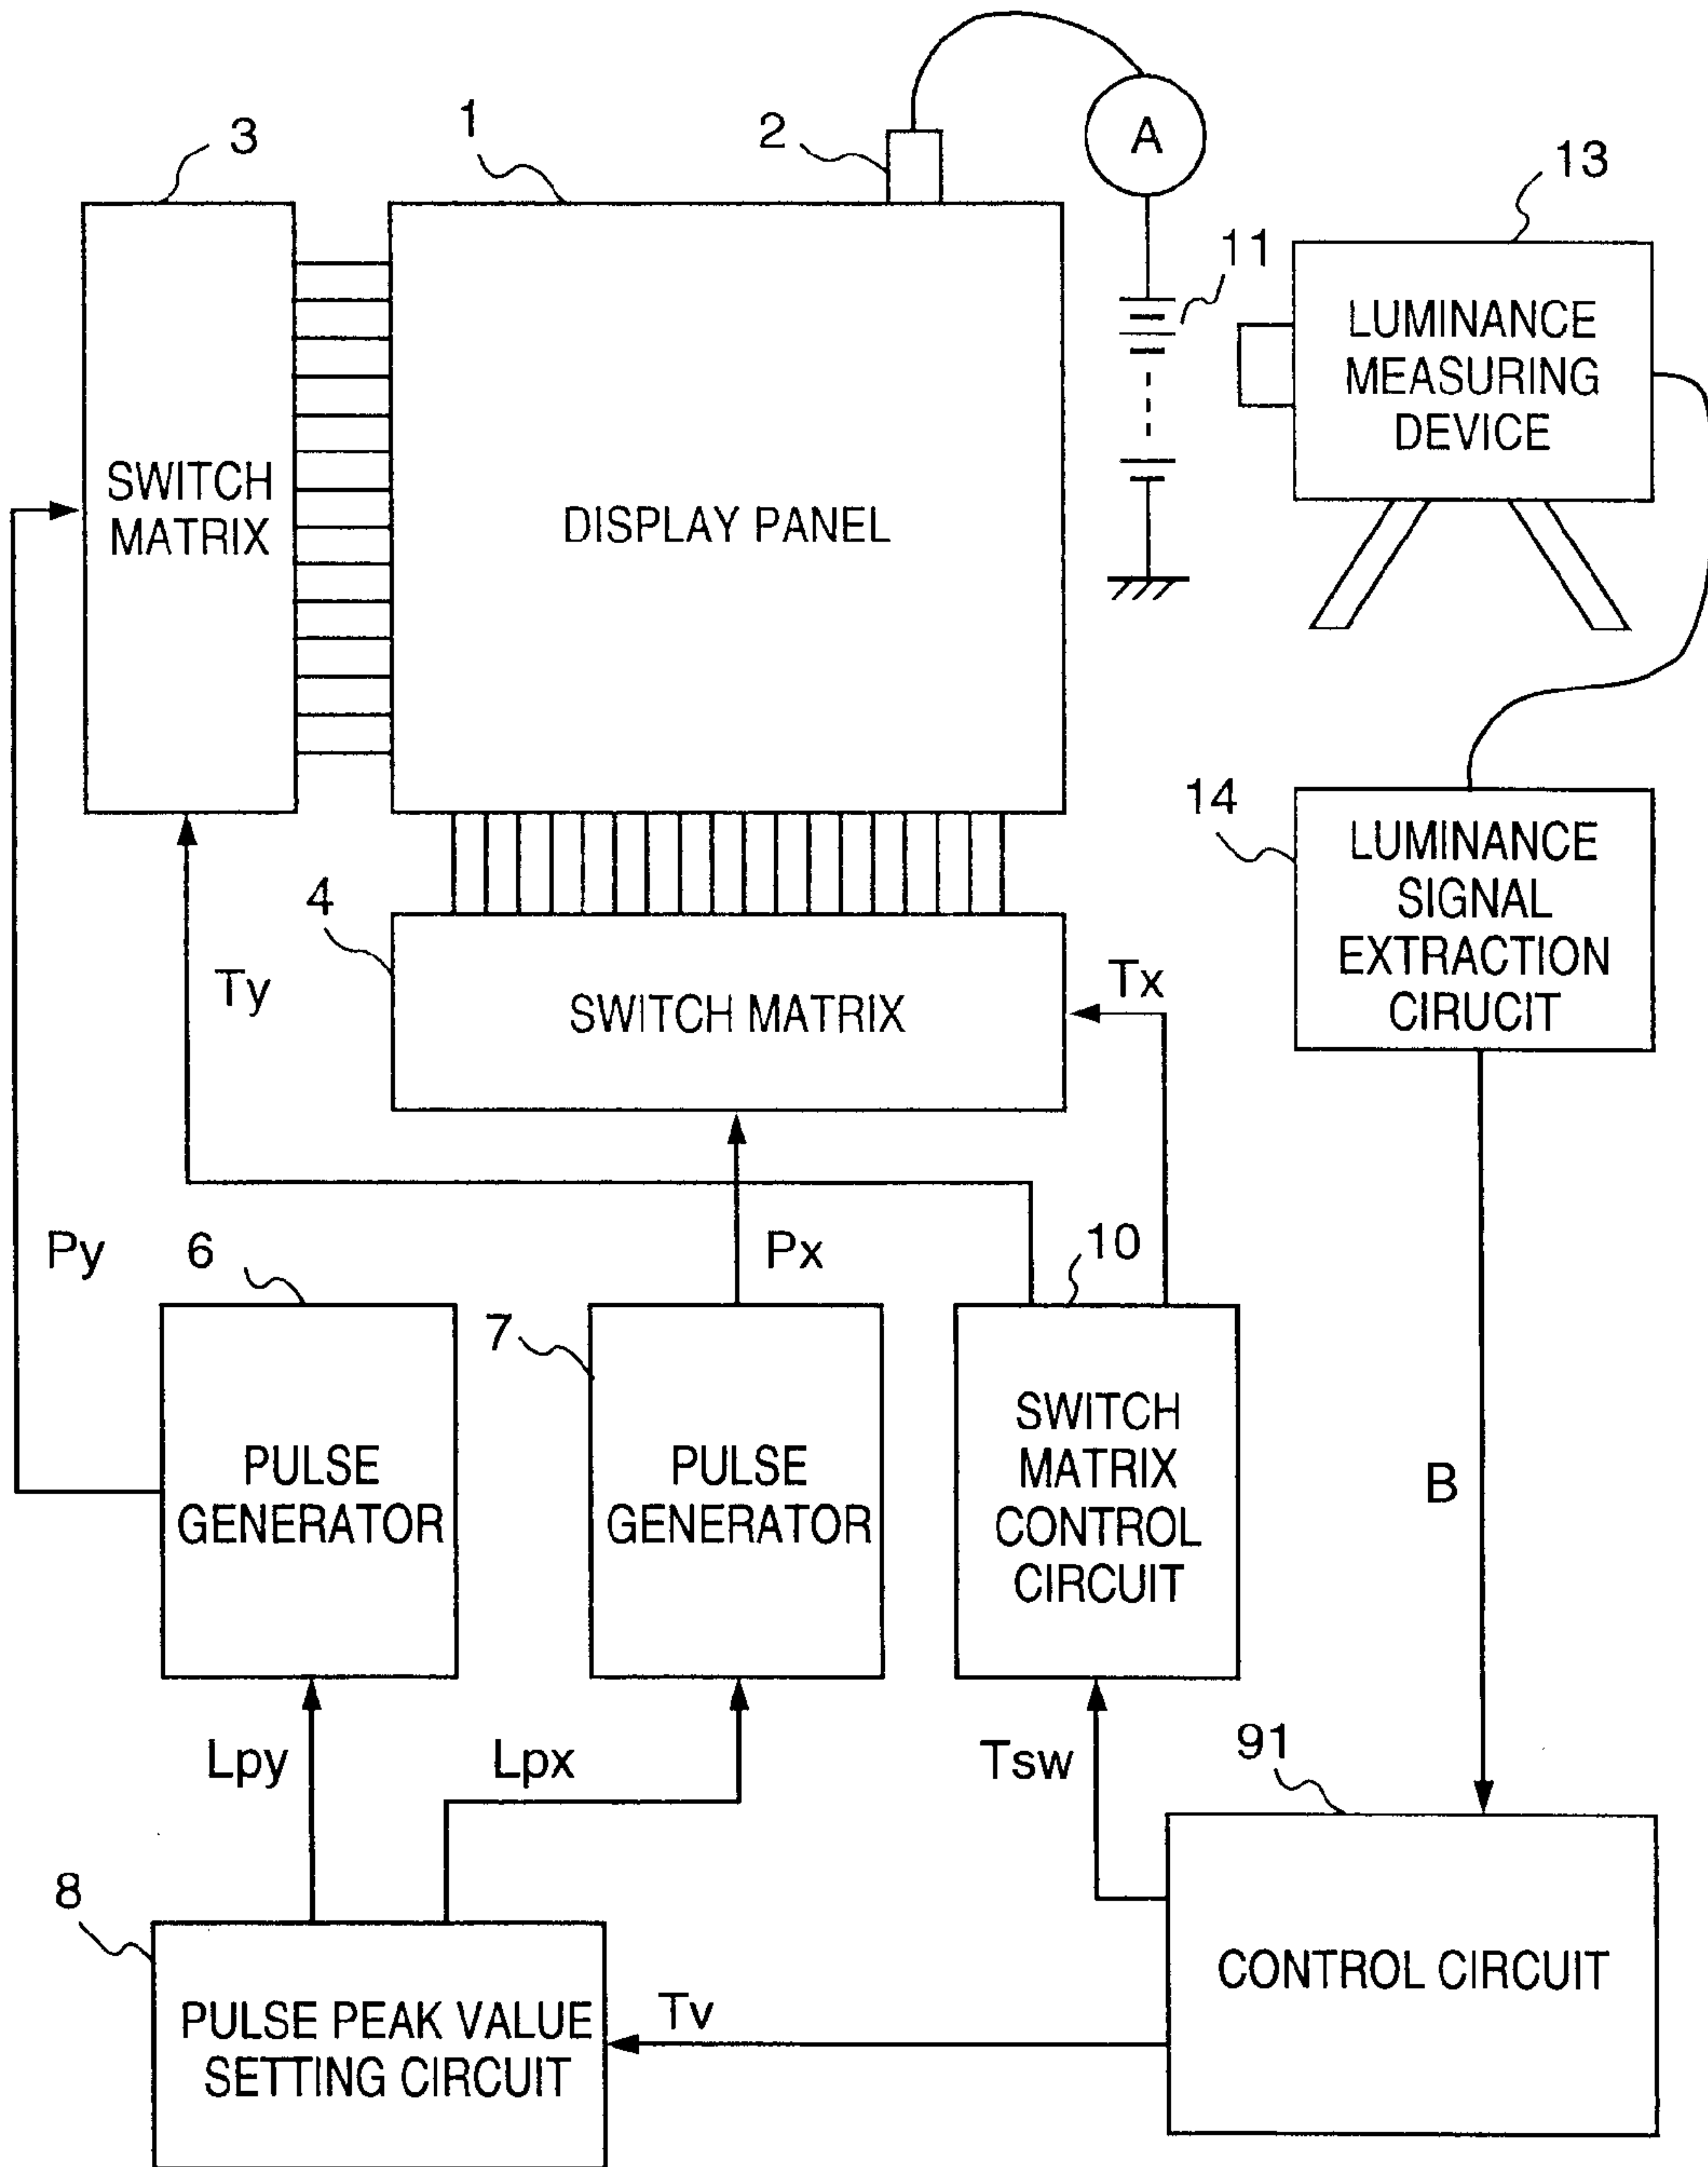 3
1
2
A
13
11
LUMINANCE
MEASURING
DEVICE
SWITCH
MATRIX
DISPLAY PANEL
14
LUMINANCE
SIGNAL
EXTRACTION
CIRUCIT
4
Ty
SWITCH MATRIX
Tx
Py
6
Px
10
7
PULSE
GENERATOR
PULSE
GENERATOR
SWITCH
MATRIX
CONTROL
CIRCUIT
B
Lpy
Lpx
Tsw
91
8
CONTROL CIRCUIT
PULSE PEAK VALUE
SETTING CIRCUIT
Tv